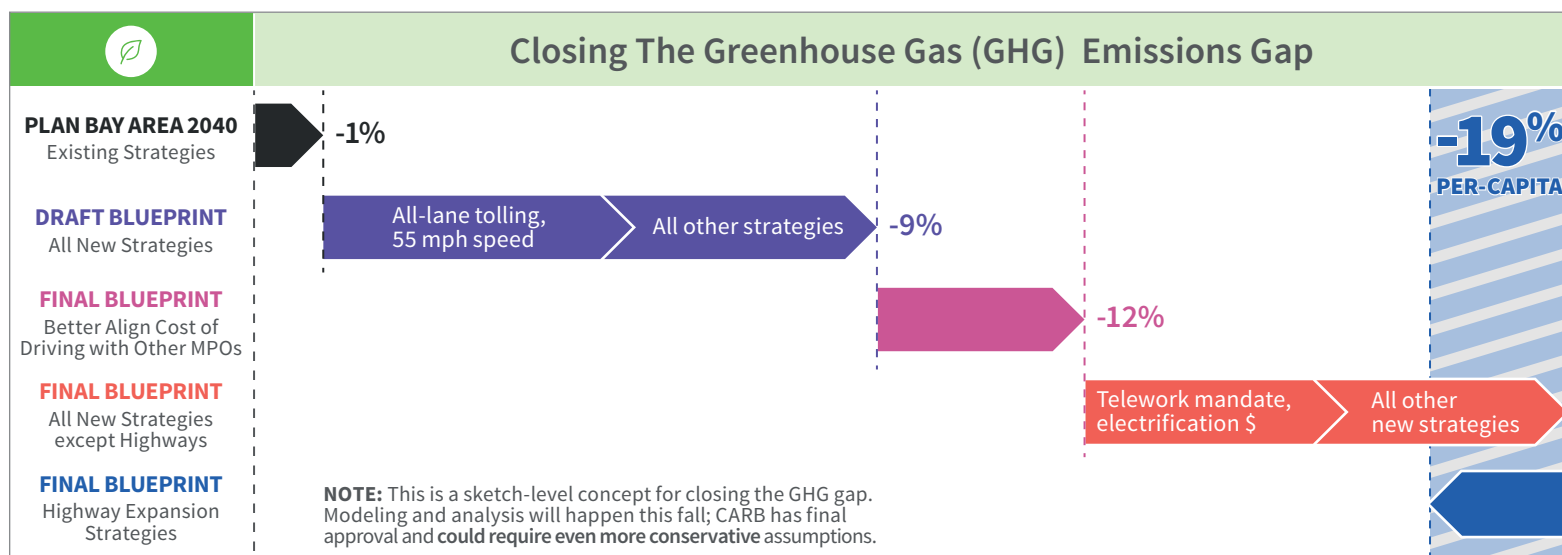 Closing The Greenhouse Gas (GHG) Emissions Gap
PLAN BAY AREA 2040
Existing Strategies
-1%
-19%
PER-CAPITA
DRAFT BLUEPRINT
All New Strategies
All-lane tolling,
55 mph speed
All other strategies
-9%
FINAL BLUEPRINT
Better Align Cost of
Driving with Other MPOs
-12%
FINAL BLUEPRINT
All New Strategies
except Highways
Telework mandate,
electrification $
All other
new strategies
FINAL BLUEPRINT
Highway Expansion
Strategies
NOTE: This is a sketch-level concept for closing the GHG gap.
Modeling and analysis will happen this fall; CARB has final
approval and could require even more conservative assumptions.